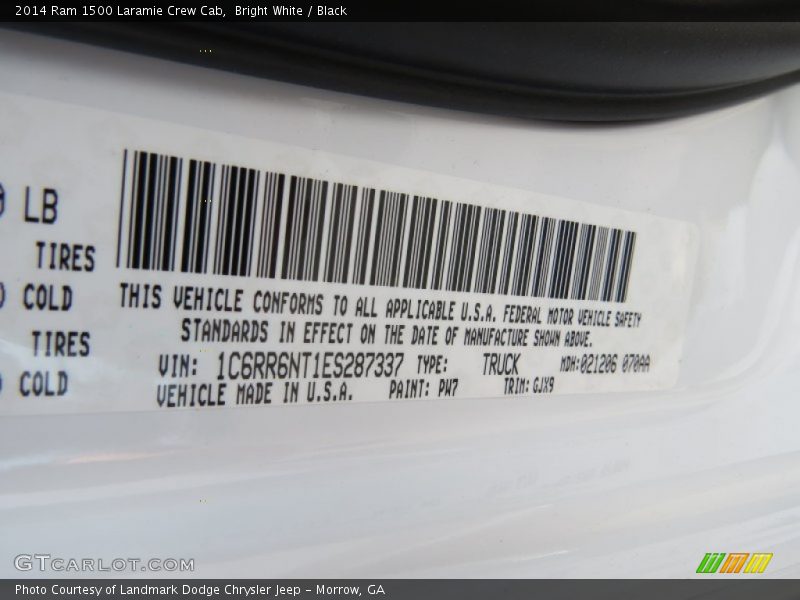 2014 Ram 1500 Laramie Crew Cab,  Bright White / Black
LB
TIRES
COLD
TIRES
COLD
THIS VEHICLE CONFORMS TO ALL APPLICABLE U.S.A. FEDERAL MOTOR VEHICLE SAFETY
STANDARDS IN EFFECT ON THE DATE OF MANUFACTURE SHOWN ABOVE.
VIN: 1C6RR6NT1ES287337 TYPE: TRUCK MDH:021206 070AA
VEHICLE MADE IN U.S.A. PAINT: PW7 TRIM: GJX9
GTCARLOT.COM
Photo Courtesy of Landmark Dodge Chrysler Jeep – Morrow, GA